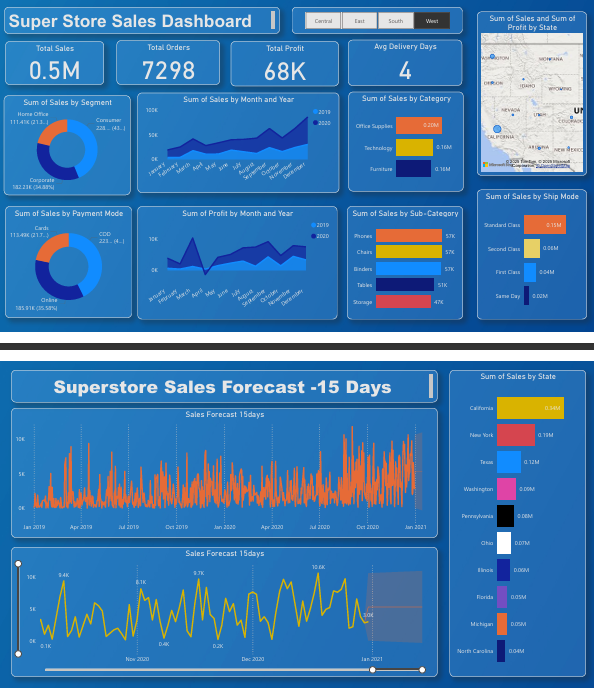 Super Store Sales Dashboard
Central East South West
Total Sales
0.5M
Total Orders
7298
Total Profit
68K
Avg Delivery Days
4
Sum of Sales and Sum of
Profit by State
WASHINGTON
MONTANA
OREGON
IDAHO
WYOMING
NEVADA
UTAH
UN
COLORADO
CALIFORNIA
ARIZONA
NEW MEXICO
Sum of Sales by Segment
Home Office
111.41K (21.3...)
Consumer
228... (43...)
Corporate
182.23K (34.88%)
Sum of Sales by Month and Year
100K
50K
0K
2019
2020
January
February
March
April
May
June
July
August
September
October
November
December
Sum of Sales by Category
Office Supplies 0.20M
Technology 0.16M
Furniture 0.16M
Sum of Sales by Payment Mode
Cards
113.49K (21.7...)
COD
223... (4...)
Online
185.91K (35.58%)
Sum of Profit by Month and Year
10K
0K
2019
2020
January
February
March
April
May
June
July
August
September
October
November
December
Sum of Sales by Sub-Category
Phones 57K
Chairs 57K
Binders 57K
Tables 51K
Storage 47K
Sum of Sales by Ship Mode
Standard Class
Second Class 0.06M
First Class 0.04M
Same Day 0.02M
Superstore Sales Forecast -15 Days
Sales Forecast 15days
10K
5K
0K
Jan 2019 Apr 2019 Jul 2019 Oct 2019 Jan 2020 Apr 2020 Jul 2020 Oct 2020 Jan 2021
Sales Forecast 15days
10K
5K
0K
9.4K
8.1K
9.7K
10.6K
0.1K
0.4K
0.2K
Nov 2020 Dec 2020 Jan 2021
Sum of Sales by State
California 0.34M
New York 0.19M
Texas 0.12M
Washington 0.09M
Pennsylvania 0.08M
Ohio 0.07M
Illinois 0.06M
Florida 0.05M
Michigan 0.05M
North Carolina 0.04M